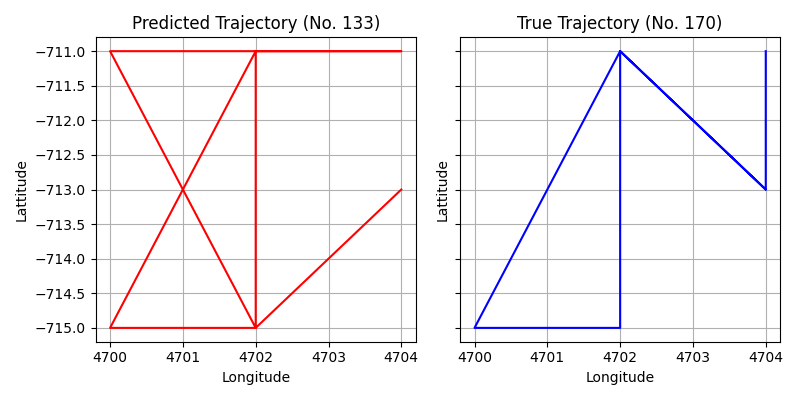 Predicted Trajectory (No. 133)
True Trajectory (No. 170)
−711.0
−711.5
−712.0
−712.5
−713.0
−713.5
−714.0
−714.5
−715.0
Lattitude
Lattitude
4700 4701 4702 4703 4704
4700 4701 4702 4703 4704
Longitude
Longitude